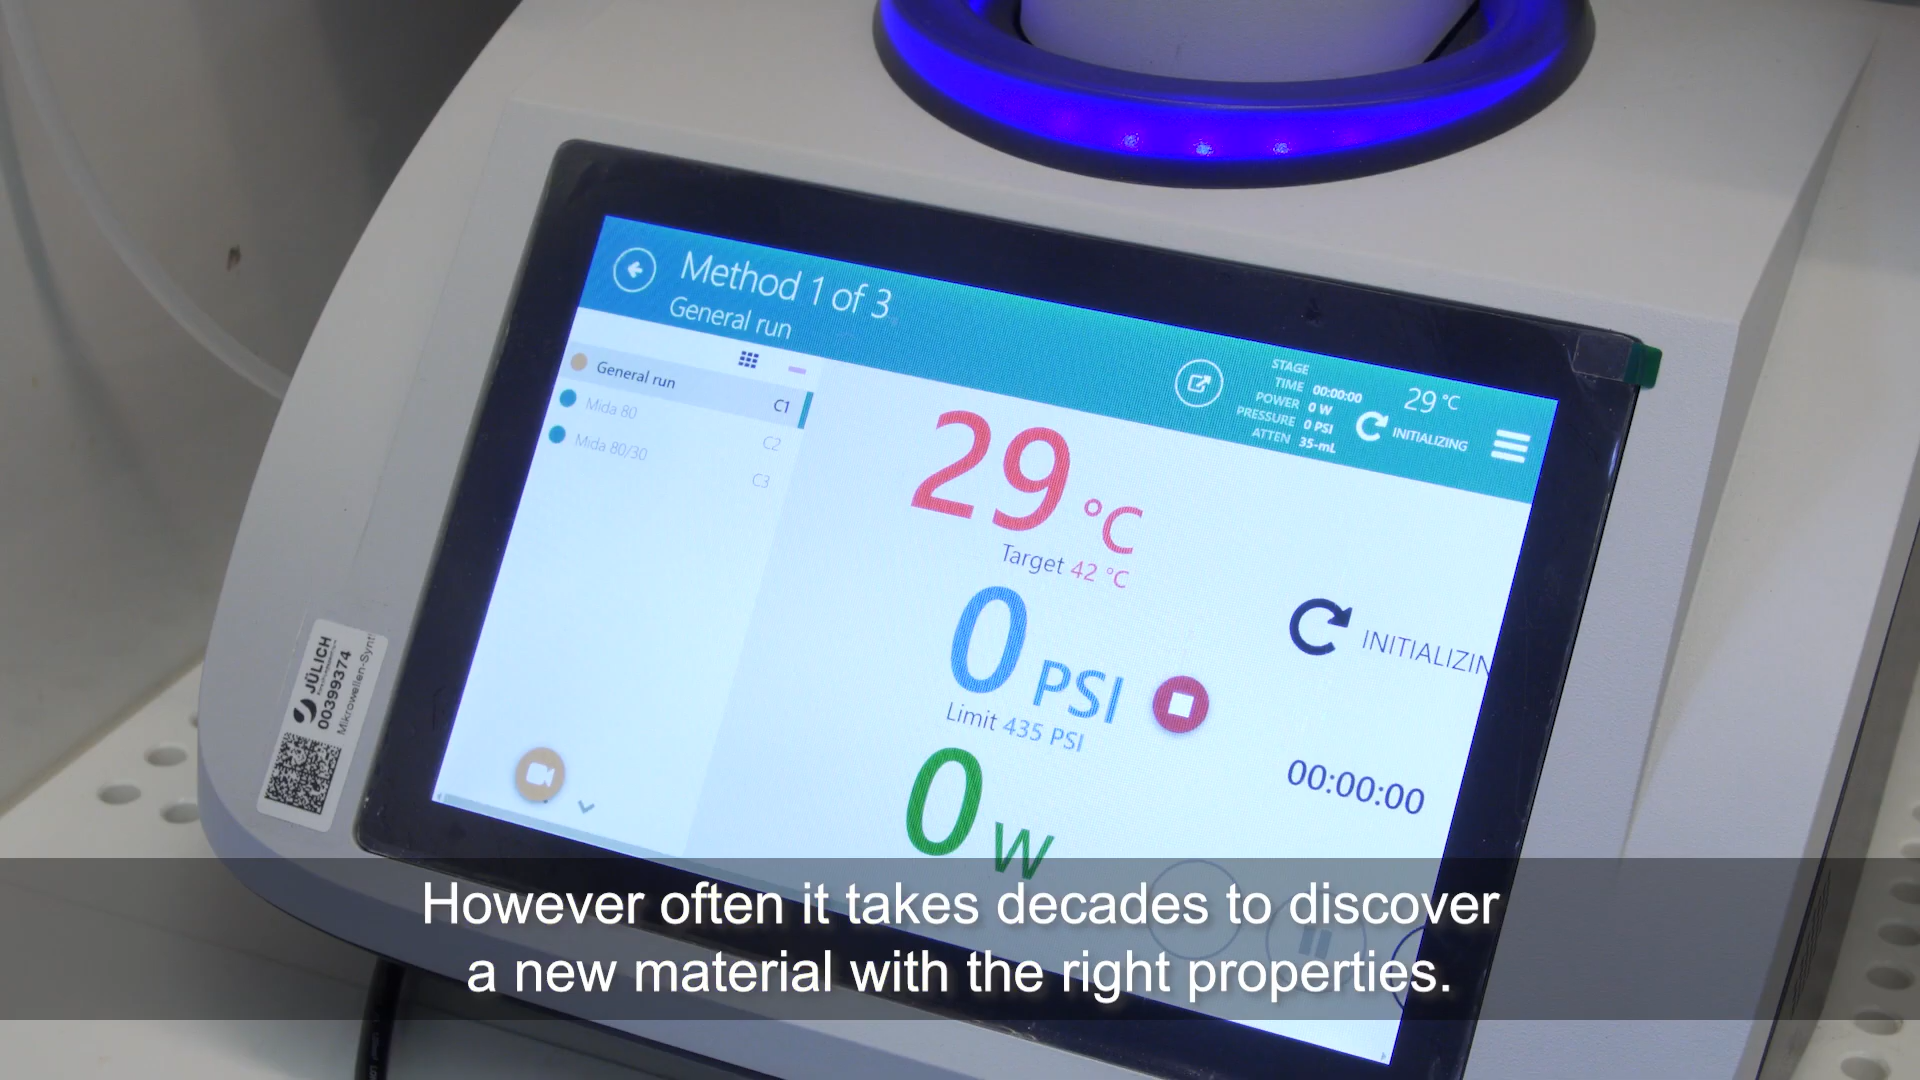 Method 1 of 3
General run
STAGE
TIME 00:00:00
POWER 0 W
PRESSURE 0 PSI
ATTEN 35-mL
29 °C
INITIALIZING
General run
C1
Mida 80
C2
Mida 80/30
C3
29 °C
Target 42 °C
0 PSI
Limit 435 PSI
0 W
INITIALIZIN
00:00:00
JÜLICH
00399374
Mikrowellen-Synt
However often it takes decades to discover
a new material with the right properties.